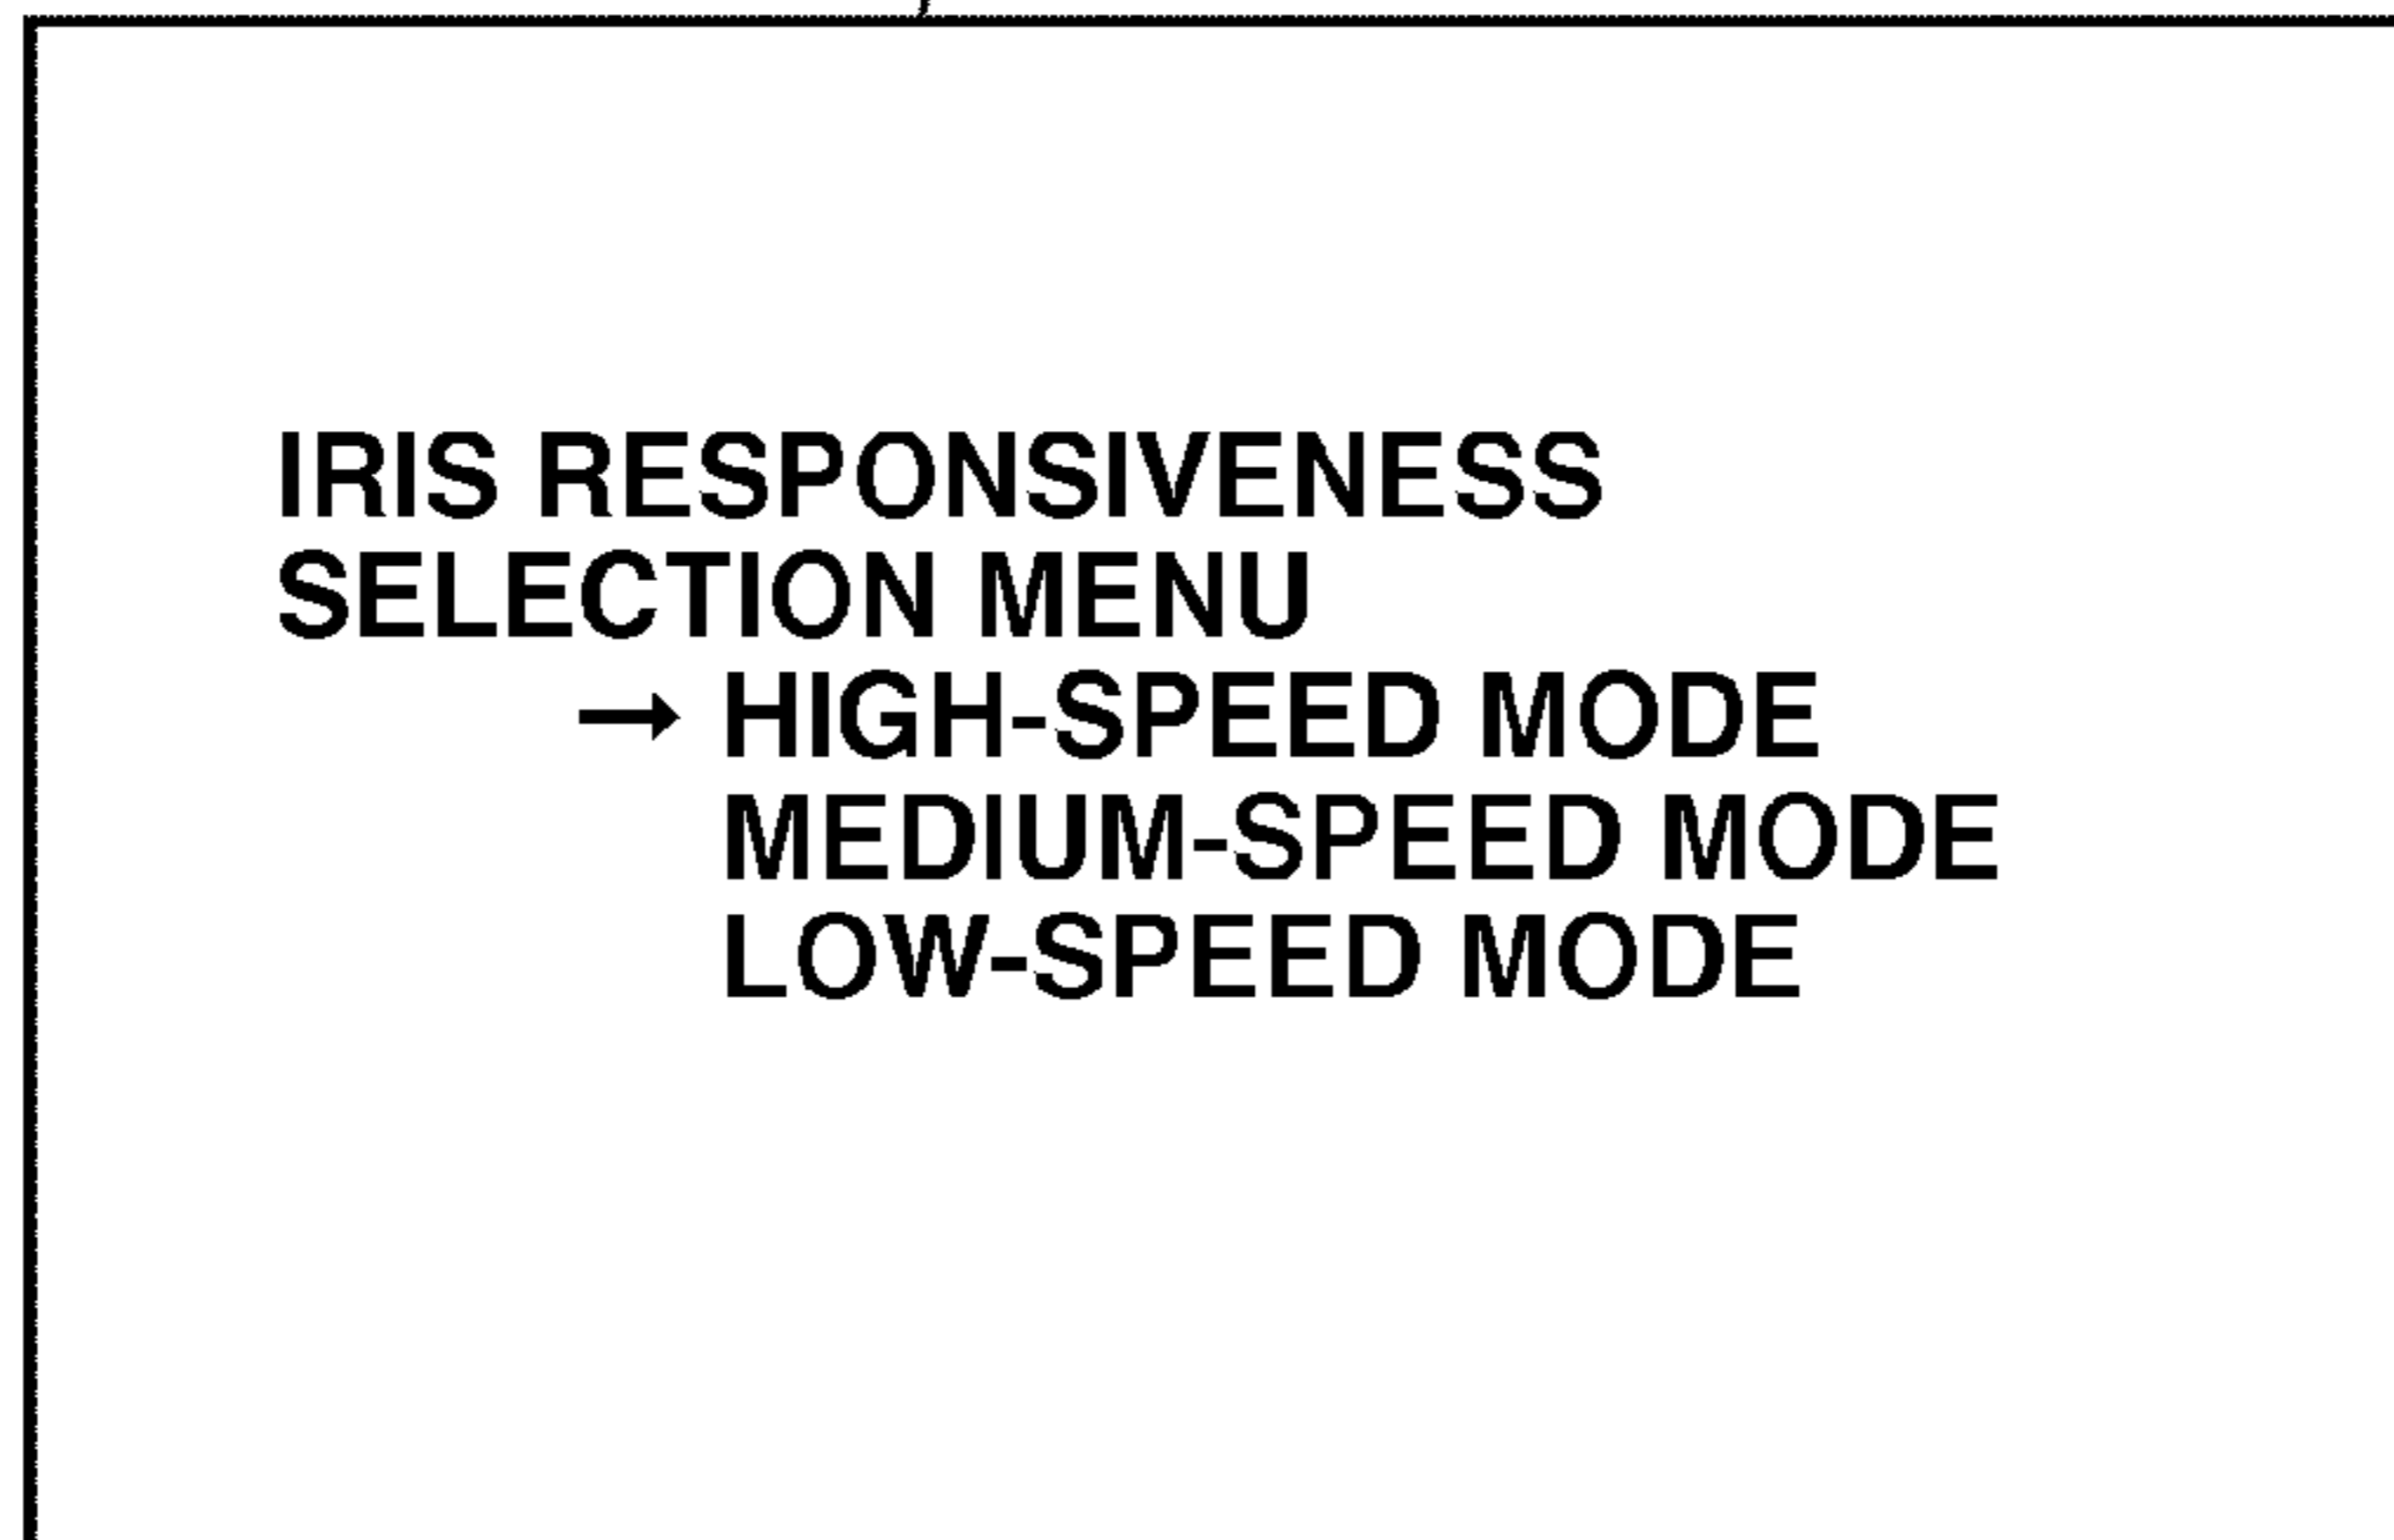 IRIS RESPONSIVENESS
SELECTION MENU
→ HIGH-SPEED MODE
MEDIUM-SPEED MODE
LOW-SPEED MODE